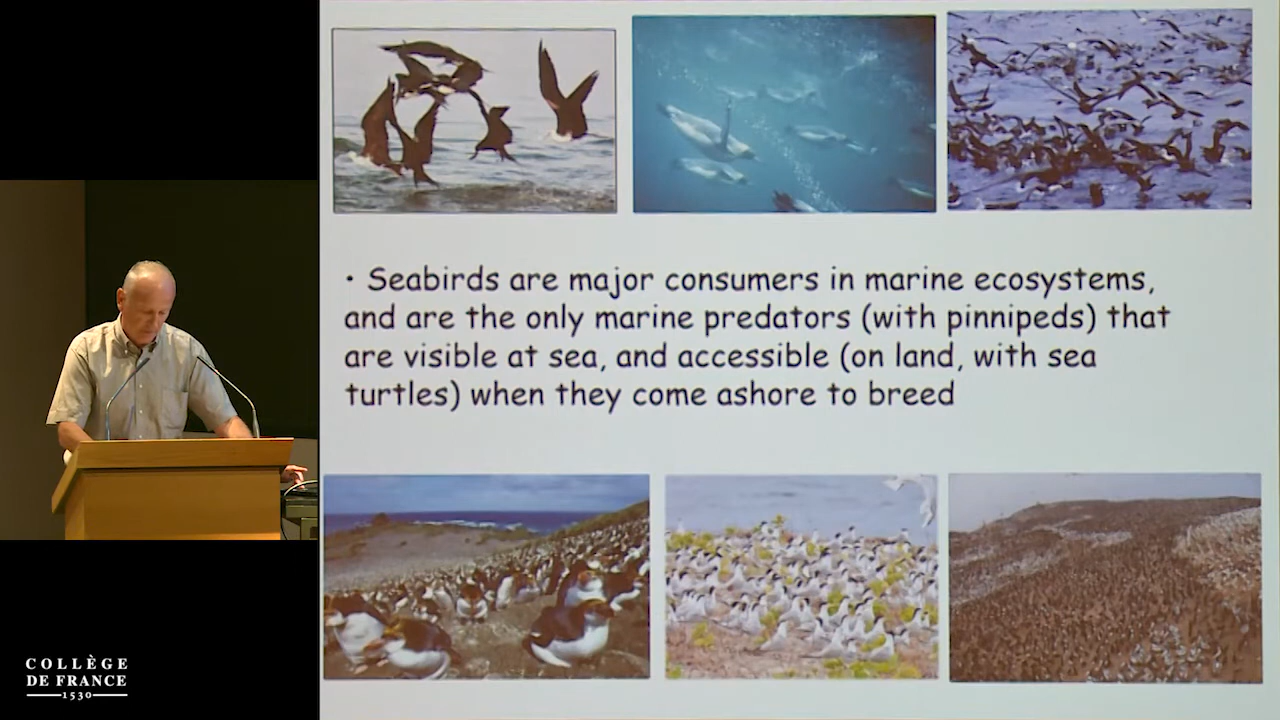 • Seabirds are major consumers in marine ecosystems,
and are the only marine predators (with pinnipeds) that
are visible at sea, and accessible (on land, with sea
turtles) when they come ashore to breed
COLLÈGE
DE FRANCE
1530